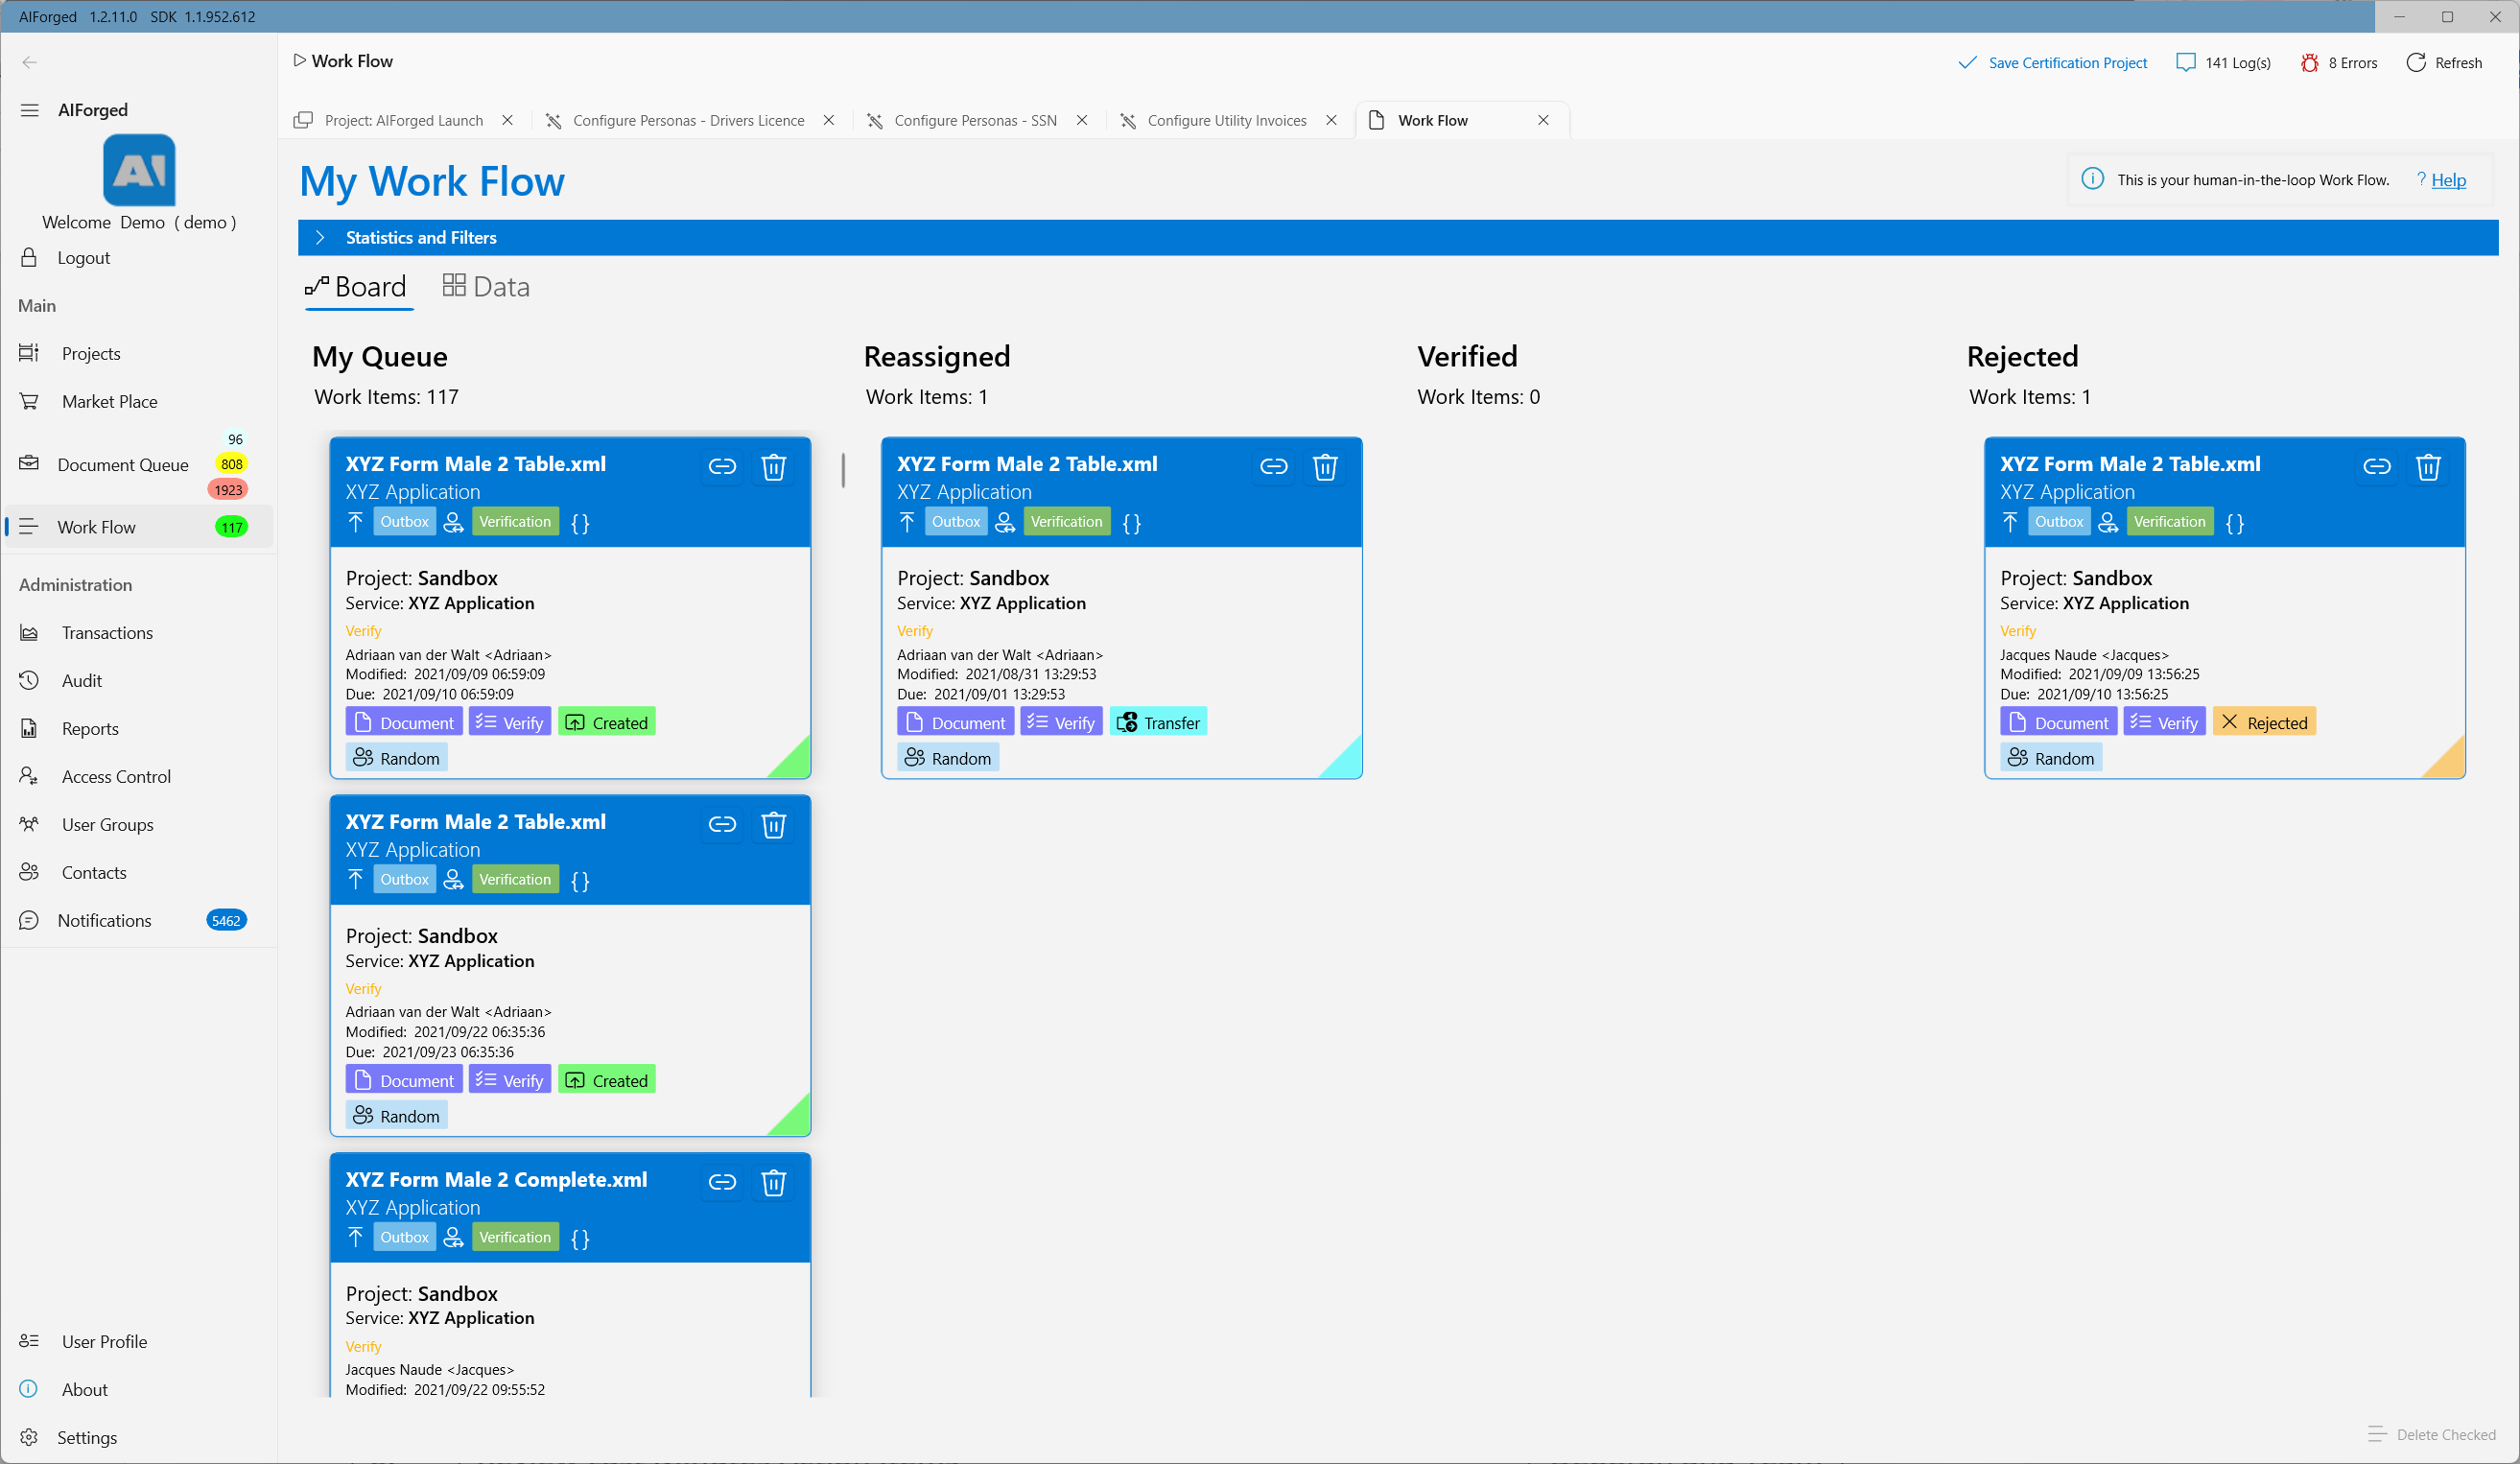 AIForged 1.2.11.0 SDK 1.1.952.612
Work Flow
Save Certification Project
141 Log(s)
8 Errors
Refresh
AIForged
AI
Welcome Demo ( demo )
Logout
Main
Projects
Market Place
96
Document Queue 808
1923
Work Flow 117
Administration
Transactions
Audit
Reports
Access Control
User Groups
Contacts
Notifications 5462
User Profile
About
Settings
Project: AIForged Launch
Configure Personas - Drivers Licence
Configure Personas - SSN
Configure Utility Invoices
Work Flow
My Work Flow
This is your human-in-the-loop Work Flow. ? Help
Statistics and Filters
Board
Data
My Queue
Work Items: 117
XYZ Form Male 2 Table.xml
XYZ Application
Outbox Verification {}
Project: Sandbox
Service: XYZ Application
Verify
Adriaan van der Walt <Adriaan>
Modified: 2021/09/09 06:59:09
Due: 2021/09/10 06:59:09
Document Verify Created
Random
XYZ Form Male 2 Table.xml
XYZ Application
Outbox Verification {}
Project: Sandbox
Service: XYZ Application
Verify
Adriaan van der Walt <Adriaan>
Modified: 2021/09/22 06:35:36
Due: 2021/09/23 06:35:36
Document Verify Created
Random
XYZ Form Male 2 Complete.xml
XYZ Application
Outbox Verification {}
Project: Sandbox
Service: XYZ Application
Verify
Jacques Naude <Jacques>
Modified: 2021/09/22 09:55:52
Reassigned
Work Items: 1
XYZ Form Male 2 Table.xml
XYZ Application
Outbox Verification {}
Project: Sandbox
Service: XYZ Application
Verify
Adriaan van der Walt <Adriaan>
Modified: 2021/08/31 13:29:53
Due: 2021/09/01 13:29:53
Document Verify Transfer
Random
Verified
Work Items: 0
Rejected
Work Items: 1
XYZ Form Male 2 Table.xml
XYZ Application
Outbox Verification {}
Project: Sandbox
Service: XYZ Application
Verify
Jacques Naude <Jacques>
Modified: 2021/09/09 13:56:25
Due: 2021/09/10 13:56:25
Document Verify Rejected
Random
Delete Checked